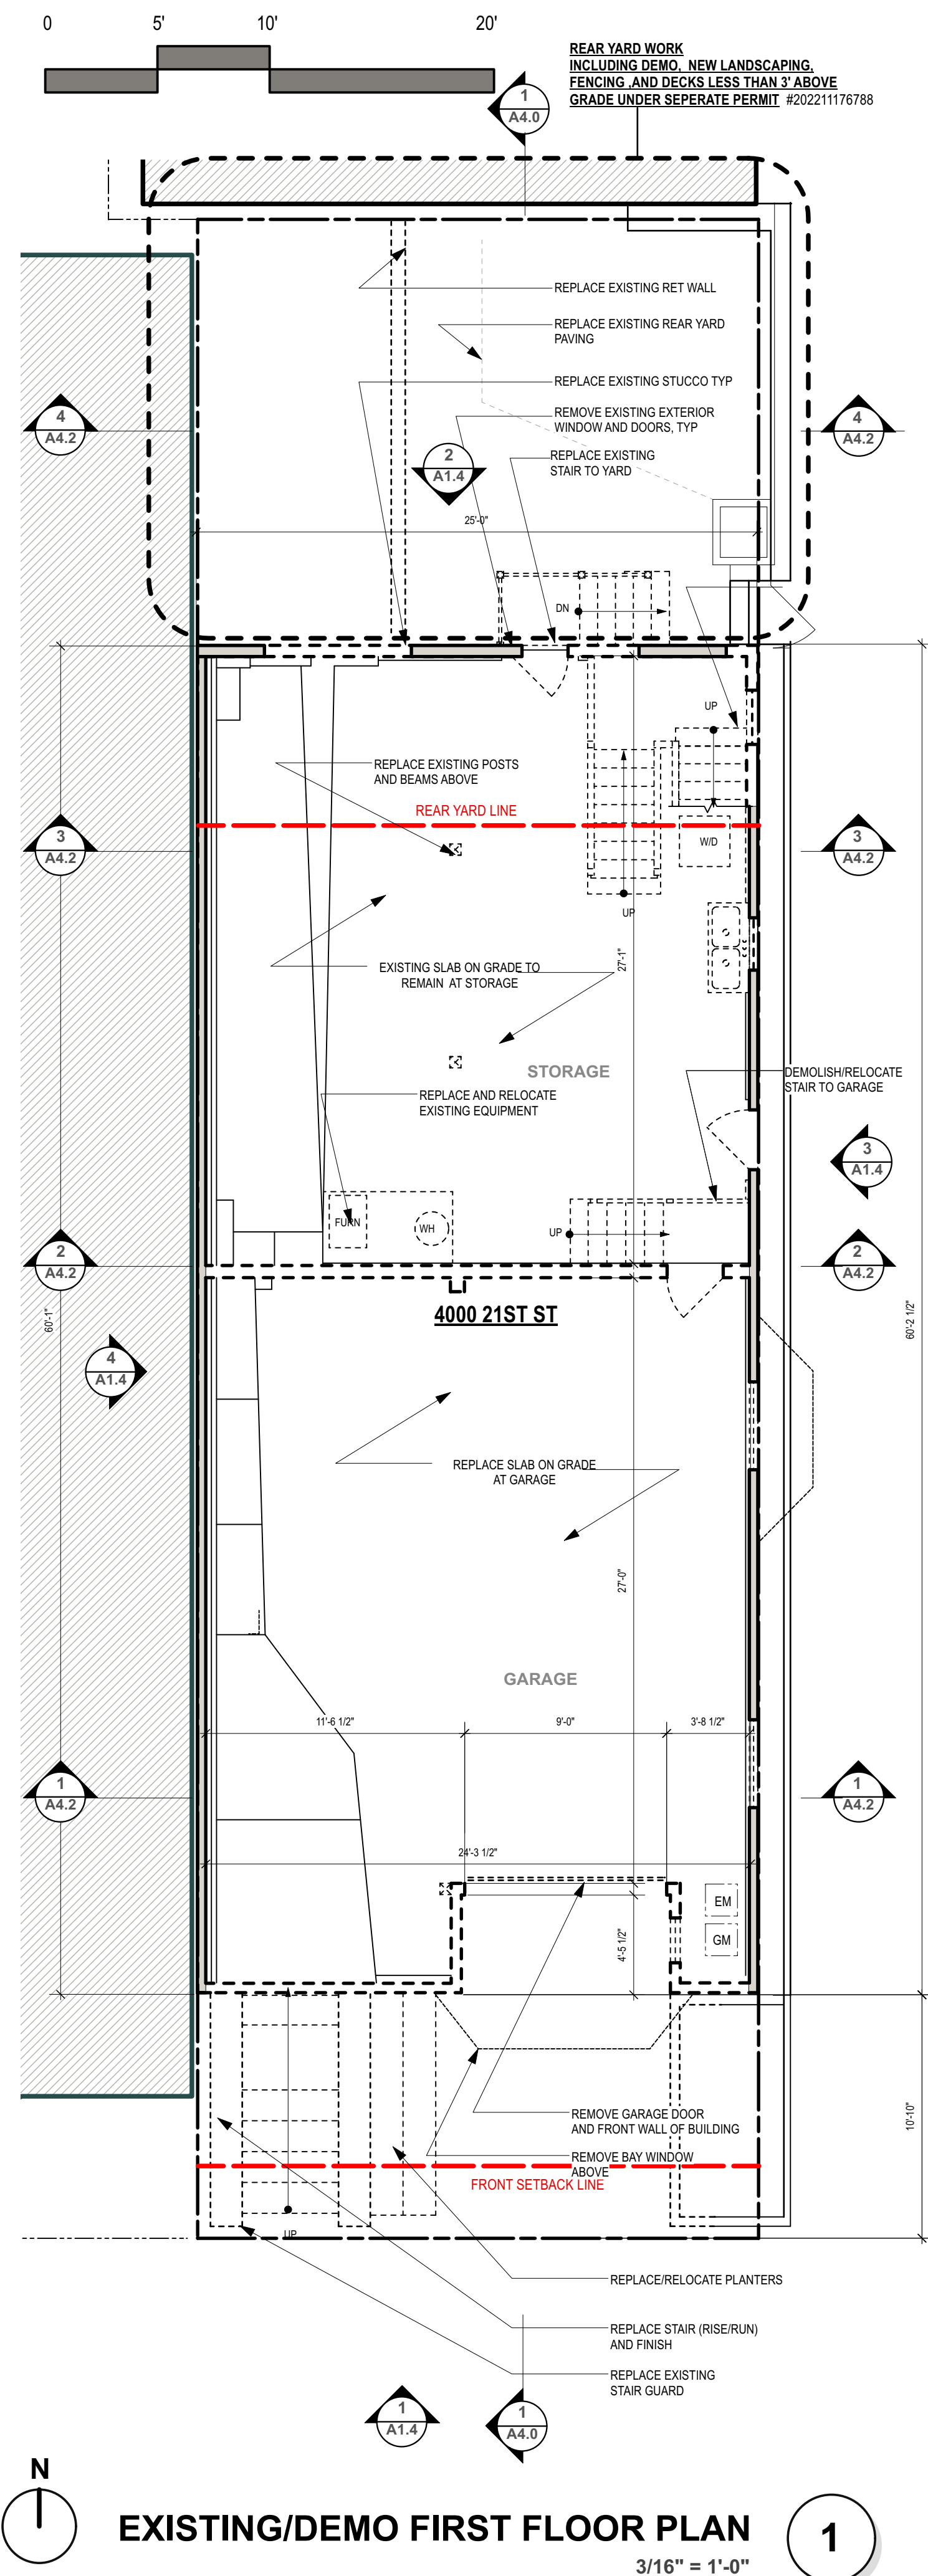 0 5' 10' 20'
REAR YARD WORK
INCLUDING DEMO, NEW LANDSCAPING,
FENCING ,AND DECKS LESS THAN 3' ABOVE
GRADE UNDER SEPERATE PERMIT #202211176788
1
A4.0
REPLACE EXISTING RET WALL
REPLACE EXISTING REAR YARD
PAVING
REPLACE EXISTING STUCCO TYP
REMOVE EXISTING EXTERIOR
WINDOW AND DOORS, TYP
REPLACE EXISTING
STAIR TO YARD
4
A4.2
4
A4.2
2
A1.4
25'-0"
DN
UP
REPLACE EXISTING POSTS
AND BEAMS ABOVE
REAR YARD LINE
3
A4.2
3
A4.2
W/D
UP
27'-1"
EXISTING SLAB ON GRADE TO
REMAIN AT STORAGE
STORAGE
DEMOLISH/RELOCATE
STAIR TO GARAGE
REPLACE AND RELOCATE
EXISTING EQUIPMENT
3
A1.4
FURN
WH
UP
2
A4.2
2
A4.2
4000 21ST ST
60'-1"
60'-2 1/2"
4
A1.4
REPLACE SLAB ON GRADE
AT GARAGE
27'-0"
GARAGE
11'-6 1/2"
9'-0"
3'-8 1/2"
1
A4.2
1
A4.2
24'-3 1/2"
EM
GM
4'-5 1/2"
10'-10"
REMOVE GARAGE DOOR
AND FRONT WALL OF BUILDING
REMOVE BAY WINDOW
ABOVE
FRONT SETBACK LINE
UP
REPLACE/RELOCATE PLANTERS
REPLACE STAIR (RISE/RUN)
AND FINISH
REPLACE EXISTING
STAIR GUARD
1
A1.4
1
A4.0
N
EXISTING/DEMO FIRST FLOOR PLAN
1
3/16" = 1'-0"